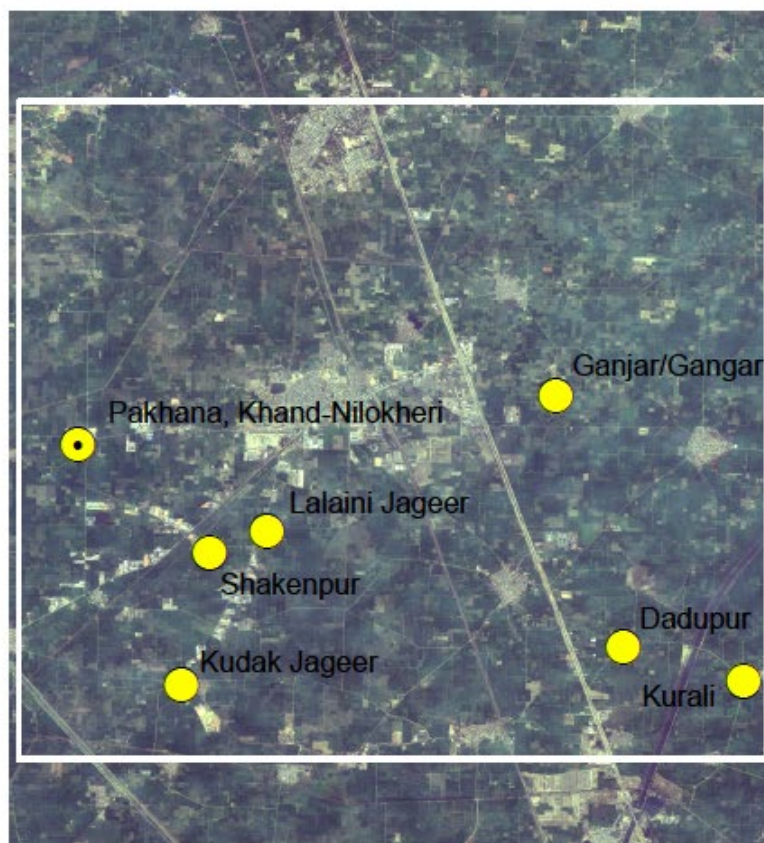 Ganjar/Gangar
Pakhana, Khand-Nilokheri
Lalaini Jageer
Shakenpur
Dadupur
Kudak Jageer
Kurali